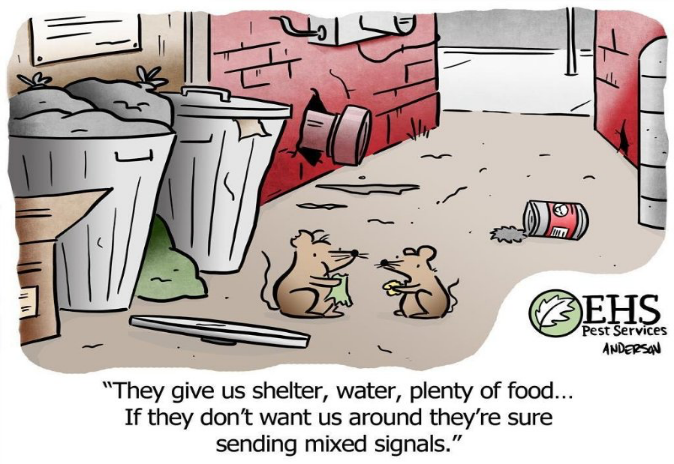 EHS
Pest Services
ANDERSON
“They give us shelter, water, plenty of food…
If they don’t want us around they’re sure
sending mixed signals.”